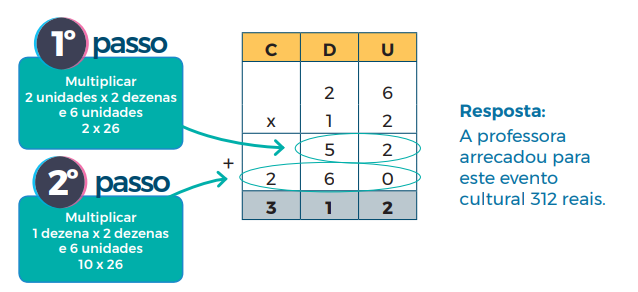 1º passo
Multiplicar
2 unidades x 2 dezenas
e 6 unidades
2 x 26
2º passo
Multiplicar
1 dezena x 2 dezenas
e 6 unidades
10 x 26
C D U
2 6
x 1 2
5 2
+ 2 6 0
3 1 2
Resposta:
A professora
arrecadou para
este evento
cultural 312 reais.